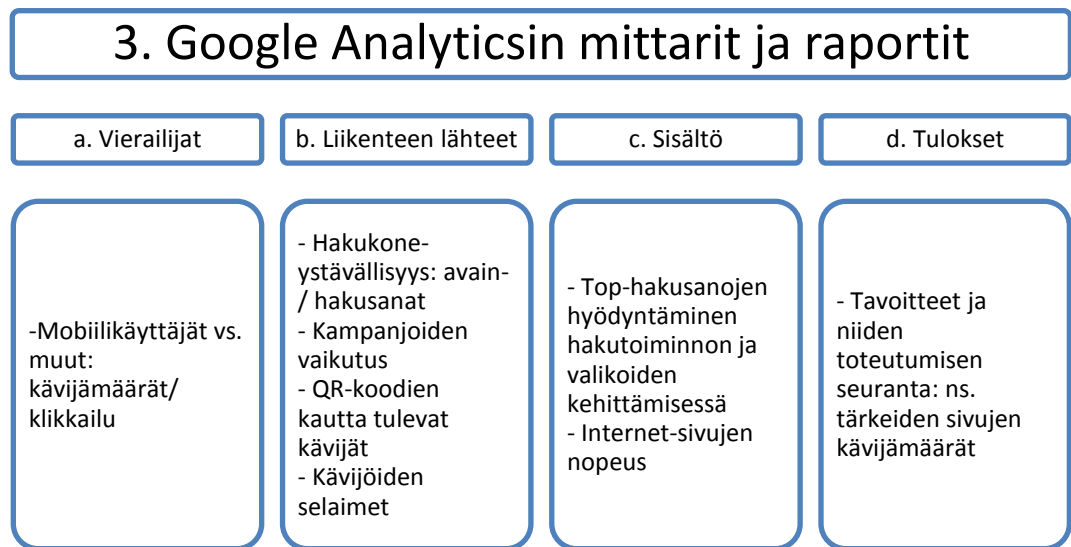 3. Google Analyticsin mittarit ja raportit
a. Vierailijat
b. Liikenteen lähteet
c. Sisältö
d. Tulokset
-Mobiilikäyttäjät vs.
muut:
kävijämäärät/
klikkailu
- Hakukone-
ystävällisyys: avain-
/ hakusanat
- Kampanjoiden
vaikutus
- QR-koodien
kautta tulevat
kävijät
- Kävijöiden
selaimet
- Top-hakusanojen
hyödyntäminen
hakutoiminnon ja
valikoiden
kehittämisessä
- Internet-sivujen
nopeus
- Tavoitteet ja
niiden
toteutumisen
seuranta: ns.
tärkeiden sivujen
kävijämäärät